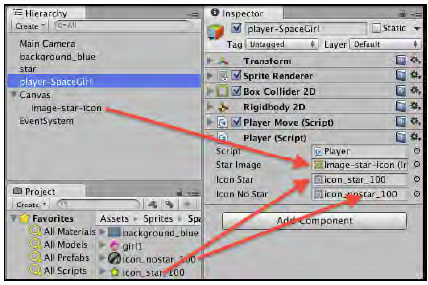 Hierarchy
Create All
Main Camera
background_blue
star
player-SpaceGirl
Canvas
Image-star-icon
EventSystem
Project
Create
Favorites
All Materials
All Models
All Prefabs
All Scripts
Assets Sprites Spa
background_blue
girl1
icon_nostar_100
icon_star_100
Inspector
player-SpaceGirl Static
Tag Untagged Layer Default
Transform
Sprite Renderer
Box Collider 2D
Rigidbody 2D
Player Move (Script)
Player (Script)
Script Player
Star Image Image-star-icon (Ir
Icon Star icon_star_100
Icon No Star icon_nostar_100
Add Component